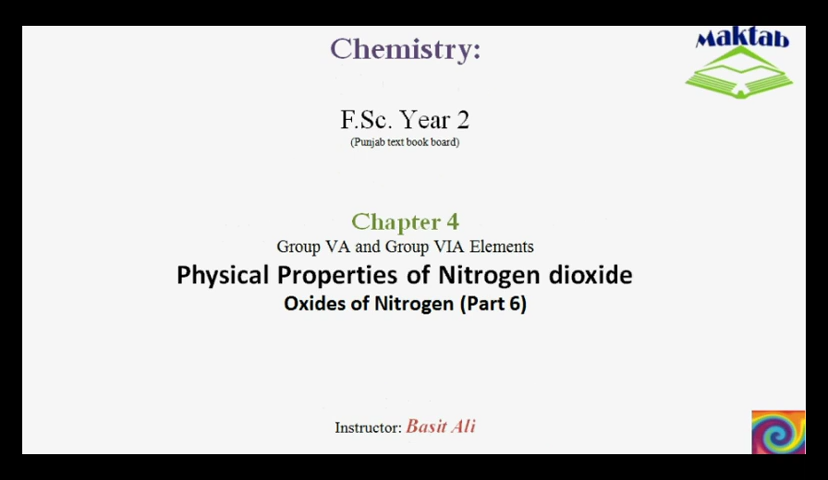 Maktab
Chemistry:
F.Sc. Year 2
(Punjab text book board)
Chapter 4
Group VA and Group VIA Elements
Physical Properties of Nitrogen dioxide
Oxides of Nitrogen (Part 6)
Instructor: Basit Ali